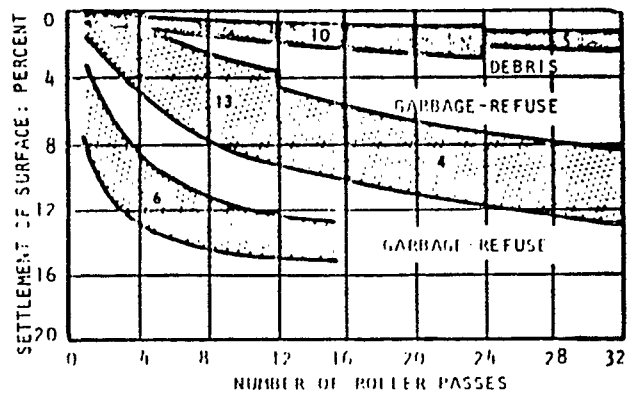 SETTLEMENT OF SURFACE: PERCENT
0
4
8
12
16
20
10
5
DEBRIS
13
GARBAGE-REFUSE
4
6
GARBAGE-REFUSE
0 4 8 12 16 20 24 28 32
NUMBER OF ROLLER PASSES